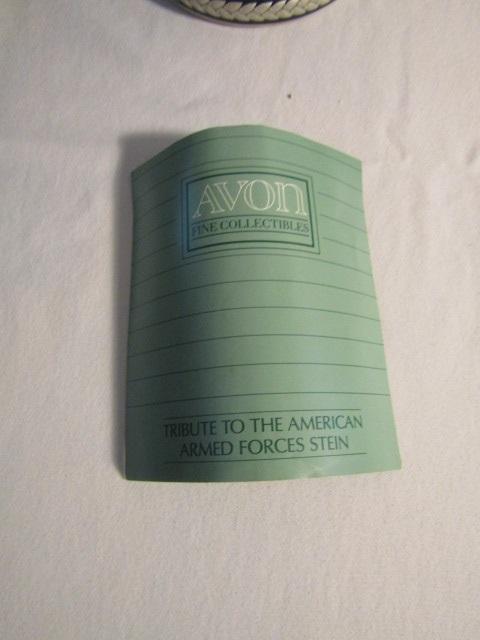 AVON
FINE COLLECTIBLES
TRIBUTE TO THE AMERICAN
ARMED FORCES STEIN